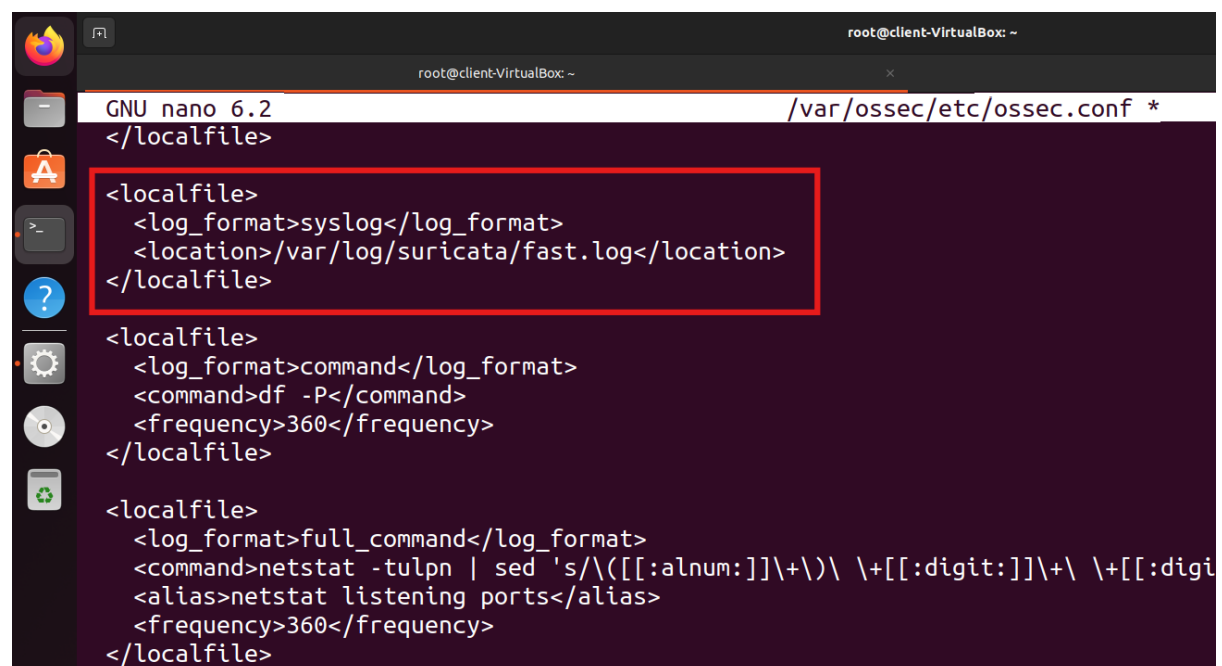 root@client-VirtualBox: ~
root@client-VirtualBox: ~ ×
GNU nano 6.2 /var/ossec/etc/ossec.conf *
</localfile>
<localfile>
<log_format>syslog</log_format>
<location>/var/log/suricata/fast.log</location>
</localfile>
<localfile>
<log_format>command</log_format>
<command>df -P</command>
<frequency>360</frequency>
</localfile>
<localfile>
<log_format>full_command</log_format>
<command>netstat -tulpn | sed 's/\([[:alnum:]]\+\)\ \+[[:digit:]]\+\ \+[[:digi
<alias>netstat listening ports</alias>
<frequency>360</frequency>
</localfile>